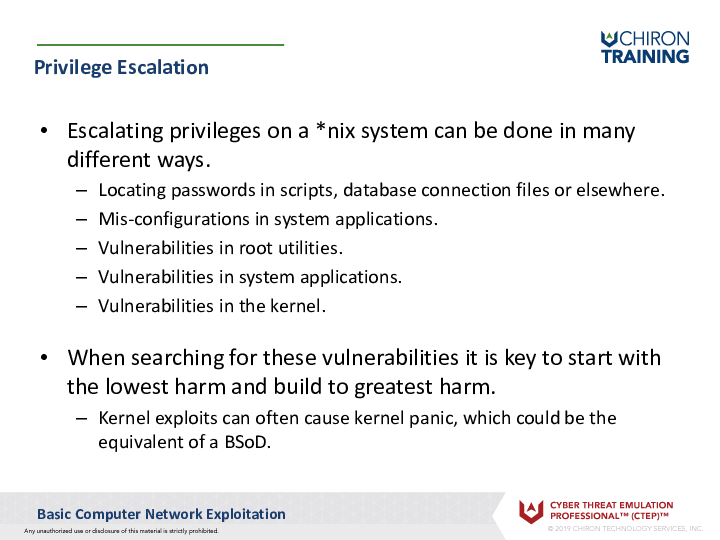 CHIRON
TRAINING
Privilege Escalation
• Escalating privileges on a *nix system can be done in many
different ways.
– Locating passwords in scripts, database connection files or elsewhere.
– Mis-configurations in system applications.
– Vulnerabilities in root utilities.
– Vulnerabilities in system applications.
– Vulnerabilities in the kernel.
• When searching for these vulnerabilities it is key to start with
the lowest harm and build to greatest harm.
– Kernel exploits can often cause kernel panic, which could be the
equivalent of a BSoD.
Basic Computer Network Exploitation
Any unauthorized use or disclosure of this material is strictly prohibited.
CYBER THREAT EMULATION
PROFESSIONAL™ (CTEP)™
© 2019 CHIRON TECHNOLOGY SERVICES, INC.